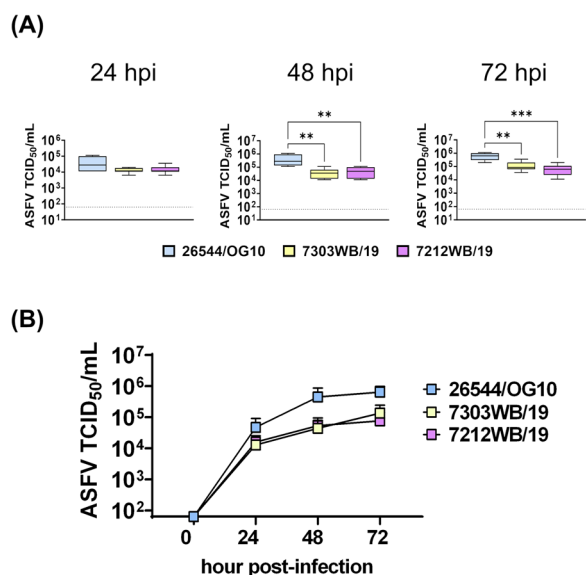 (A)
24 hpi
48 hpi
72 hpi
ASFV TCID50/mL
10^6
10^5
10^4
10^3
10^2
10^1
ASFV TCID50/mL
10^7
10^6
10^5
10^4
10^3
10^2
10^1
**
**
ASFV TCID50/mL
10^7
10^6
10^5
10^4
10^3
10^2
10^1
***
**
26544/OG10
7303WB/19
7212WB/19
(B)
ASFV TCID50/mL
10^7
10^6
10^5
10^4
10^3
10^2
0
24
48
72
hour post-infection
26544/OG10
7303WB/19
7212WB/19